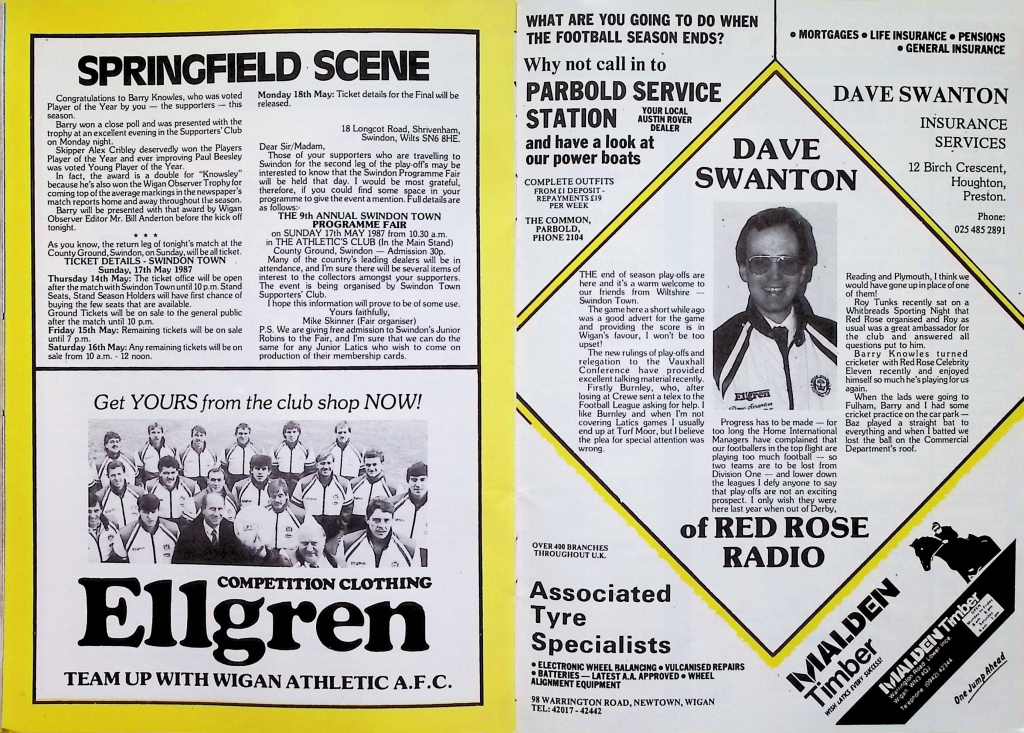 SPRINGFIELD SCENE
Congratulations to Barry Knowles, who was voted
Player of the Year by you — the supporters — this
season.
Barry won a close poll and was presented with the
trophy at an excellent evening in the Supporters' Club
on Monday night.
Skipper Alex Cribley deservedly won the Players
Player of the Year and ever improving Paul Beesley
was voted Young Player of the Year.
In fact, the award is a double for "Knowlsey"
because he's also won the Wigan Observer Trophy for
coming top of the average markings in the newspaper's
match reports home and away throughout the season.
Barry will be presented with that award by Wigan
Observer Editor Mr. Bill Anderton before the kick off
tonight.
* * *
As you know, the return leg of tonight's match at the
County Ground, Swindon, on Sunday, will be all ticket.
TICKET DETAILS - SWINDON TOWN
Sunday, 17th May 1987
Thursday 14th May: The ticket office will be open
after the match with Swindon Town until 10 p.m. Stand
Seats, Stand Season Holders will have first chance of
buying the few seats that are available.
Ground Tickets will be on sale to the general public
after the match until 10 p.m.
Friday 15th May: Remaining tickets will be on sale
until 7 p.m.
Saturday 16th May: Any remaining tickets will be on
sale from 10 a.m. - 12 noon.
Monday 18th May: Ticket details for the Final will be
released.
18 Longcot Road, Shrivenham,
Swindon, Wilts SN6 8HE.
Dear Sir/Madam,
Those of your supporters who are travelling to
Swindon for the second leg of the play-off's may be
interested to know that the Swindon Programme Fair
will be held that day. I would be most grateful,
therefore, if you could find some space in your
programme to give the event a mention. Full details are
as follows:-
THE 9th ANNUAL SWINDON TOWN
PROGRAMME FAIR
on SUNDAY 17th MAY 1987 from 10.30 a.m.
in THE ATHLETIC'S CLUB (In the Main Stand)
County Ground, Swindon — Admission 30p.
Many of the country's leading dealers will be in
attendance, and I'm sure there will be several items of
interest to the collectors amongst your supporters.
The event is being organised by Swindon Town
Supporters' Club.
I hope this information will prove to be of some use.
Yours faithfully,
Mike Skinner (Fair organiser)
P.S. We are giving free admission to Swindon's Junior
Robins to the Fair, and I'm sure that we can do the
same for any Junior Latics who wish to come on
production of their membership cards.
Get YOURS from the club shop NOW!
Ellgren
COMPETITION CLOTHING
TEAM UP WITH WIGAN ATHLETIC A.F.C.
WHAT ARE YOU GOING TO DO WHEN
THE FOOTBALL SEASON ENDS?
Why not call in to
PARBOLD SERVICE
STATION
YOUR LOCAL
AUSTIN ROVER
DEALER
and have a look at
our power boats
COMPLETE OUTFITS
FROM £1 DEPOSIT -
REPAYMENTS £19
PER WEEK
THE COMMON,
PARBOLD,
PHONE 2104
• MORTGAGES • LIFE INSURANCE • PENSIONS
• GENERAL INSURANCE
DAVE SWANTON
INSURANCE
SERVICES
12 Birch Crescent,
Houghton,
Preston.
Phone:
025 485 2891
DAVE
SWANTON
THE end of season play-offs are
here and it's a warm welcome to
our friends from Wiltshire —
Swindon Town.
The game here a short while ago
was a good advert for the game
and providing the score is in
Wigan's favour, I won't be too
upset!
The new rulings of play-offs and
relegation to the Vauxhall
Conference have provided
excellent talking material recently.
Firstly Burnley, who, after
losing at Crewe sent a telex to the
Football League asking for help. I
like Burnley and when I'm not
covering Latics games I usually
end up at Turf Moor, but I believe
the plea for special attention was
wrong.
Ellgren
Progress has to be made — for
too long the Home International
Managers have complained that
our footballers in the top flight are
playing too much football — so
two teams are to be lost from
Division One — and lower down
the leagues I defy anyone to say
that play-offs are not an exciting
prospect. I only wish they were
here last year when out of Derby,
Reading and Plymouth, I think we
would have gone up in place of one
of them!
Roy Tunks recently sat on a
Whitbreads Sporting Night that
Red Rose organised and Roy as
usual was a great ambassador for
the club and answered all
questions put to him.
Barry Knowles turned
cricketer with Red Rose Celebrity
Eleven recently and enjoyed
himself so much he's playing for us
again.
When the lads were going to
Fulham, Barry and I had some
cricket practice on the car park —
Baz played a straight bat to
everything and when I batted we
lost the ball on the Commercial
Department's roof.
of RED ROSE
RADIO
OVER 400 BRANCHES
THROUGHOUT U.K.
Associated
Tyre
Specialists
• ELECTRONIC WHEEL BALANCING • VULCANISED REPAIRS
• BATTERIES — LATEST A.A. APPROVED • WHEEL
ALIGNMENT EQUIPMENT
98 WARRINGTON ROAD, NEWTOWN, WIGAN
TEL: 42017 - 42442
MALDEN
Timber
WISH LATICS EVERY SUCCESS!
MALDEN Timber
Warrington Road, Lower Ince
Wigan WN3 4QJ
Telephone (0942) 42344
One Jump Ahead